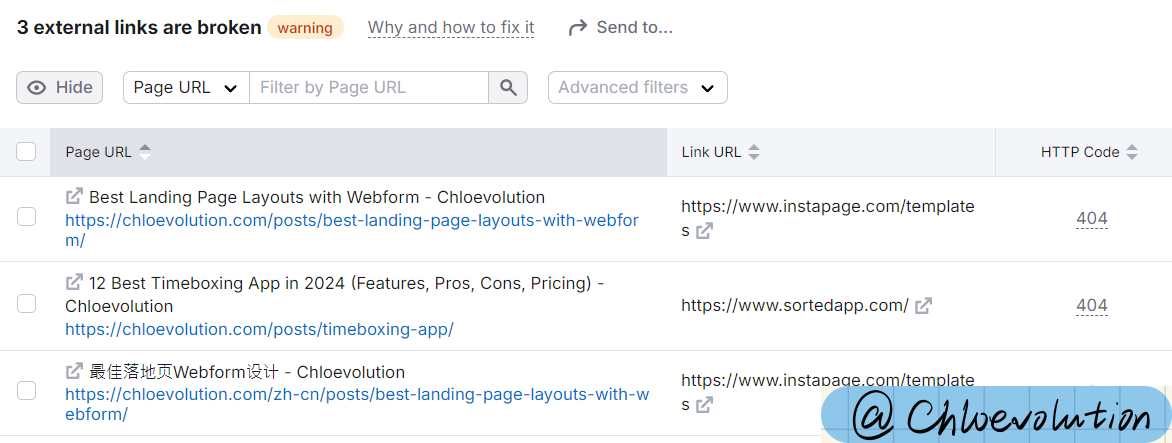 3 external links are broken warning Why and how to fix it Send to...
Hide Page URL Filter by Page URL Advanced filters
Page URL Link URL HTTP Code
Best Landing Page Layouts with Webform - Chloevolution
https://chloevolution.com/posts/best-landing-page-layouts-with-webfor
m/
https://www.instapage.com/template
s
404
12 Best Timeboxing App in 2024 (Features, Pros, Cons, Pricing) -
Chloevolution
https://chloevolution.com/posts/timeboxing-app/
https://www.sortedapp.com/
404
最佳落地页Webform设计 - Chloevolution
https://chloevolution.com/zh-cn/posts/best-landing-page-layouts-with-w
ebform/
https://www.instapage.com/template
s
@ Chloevolution